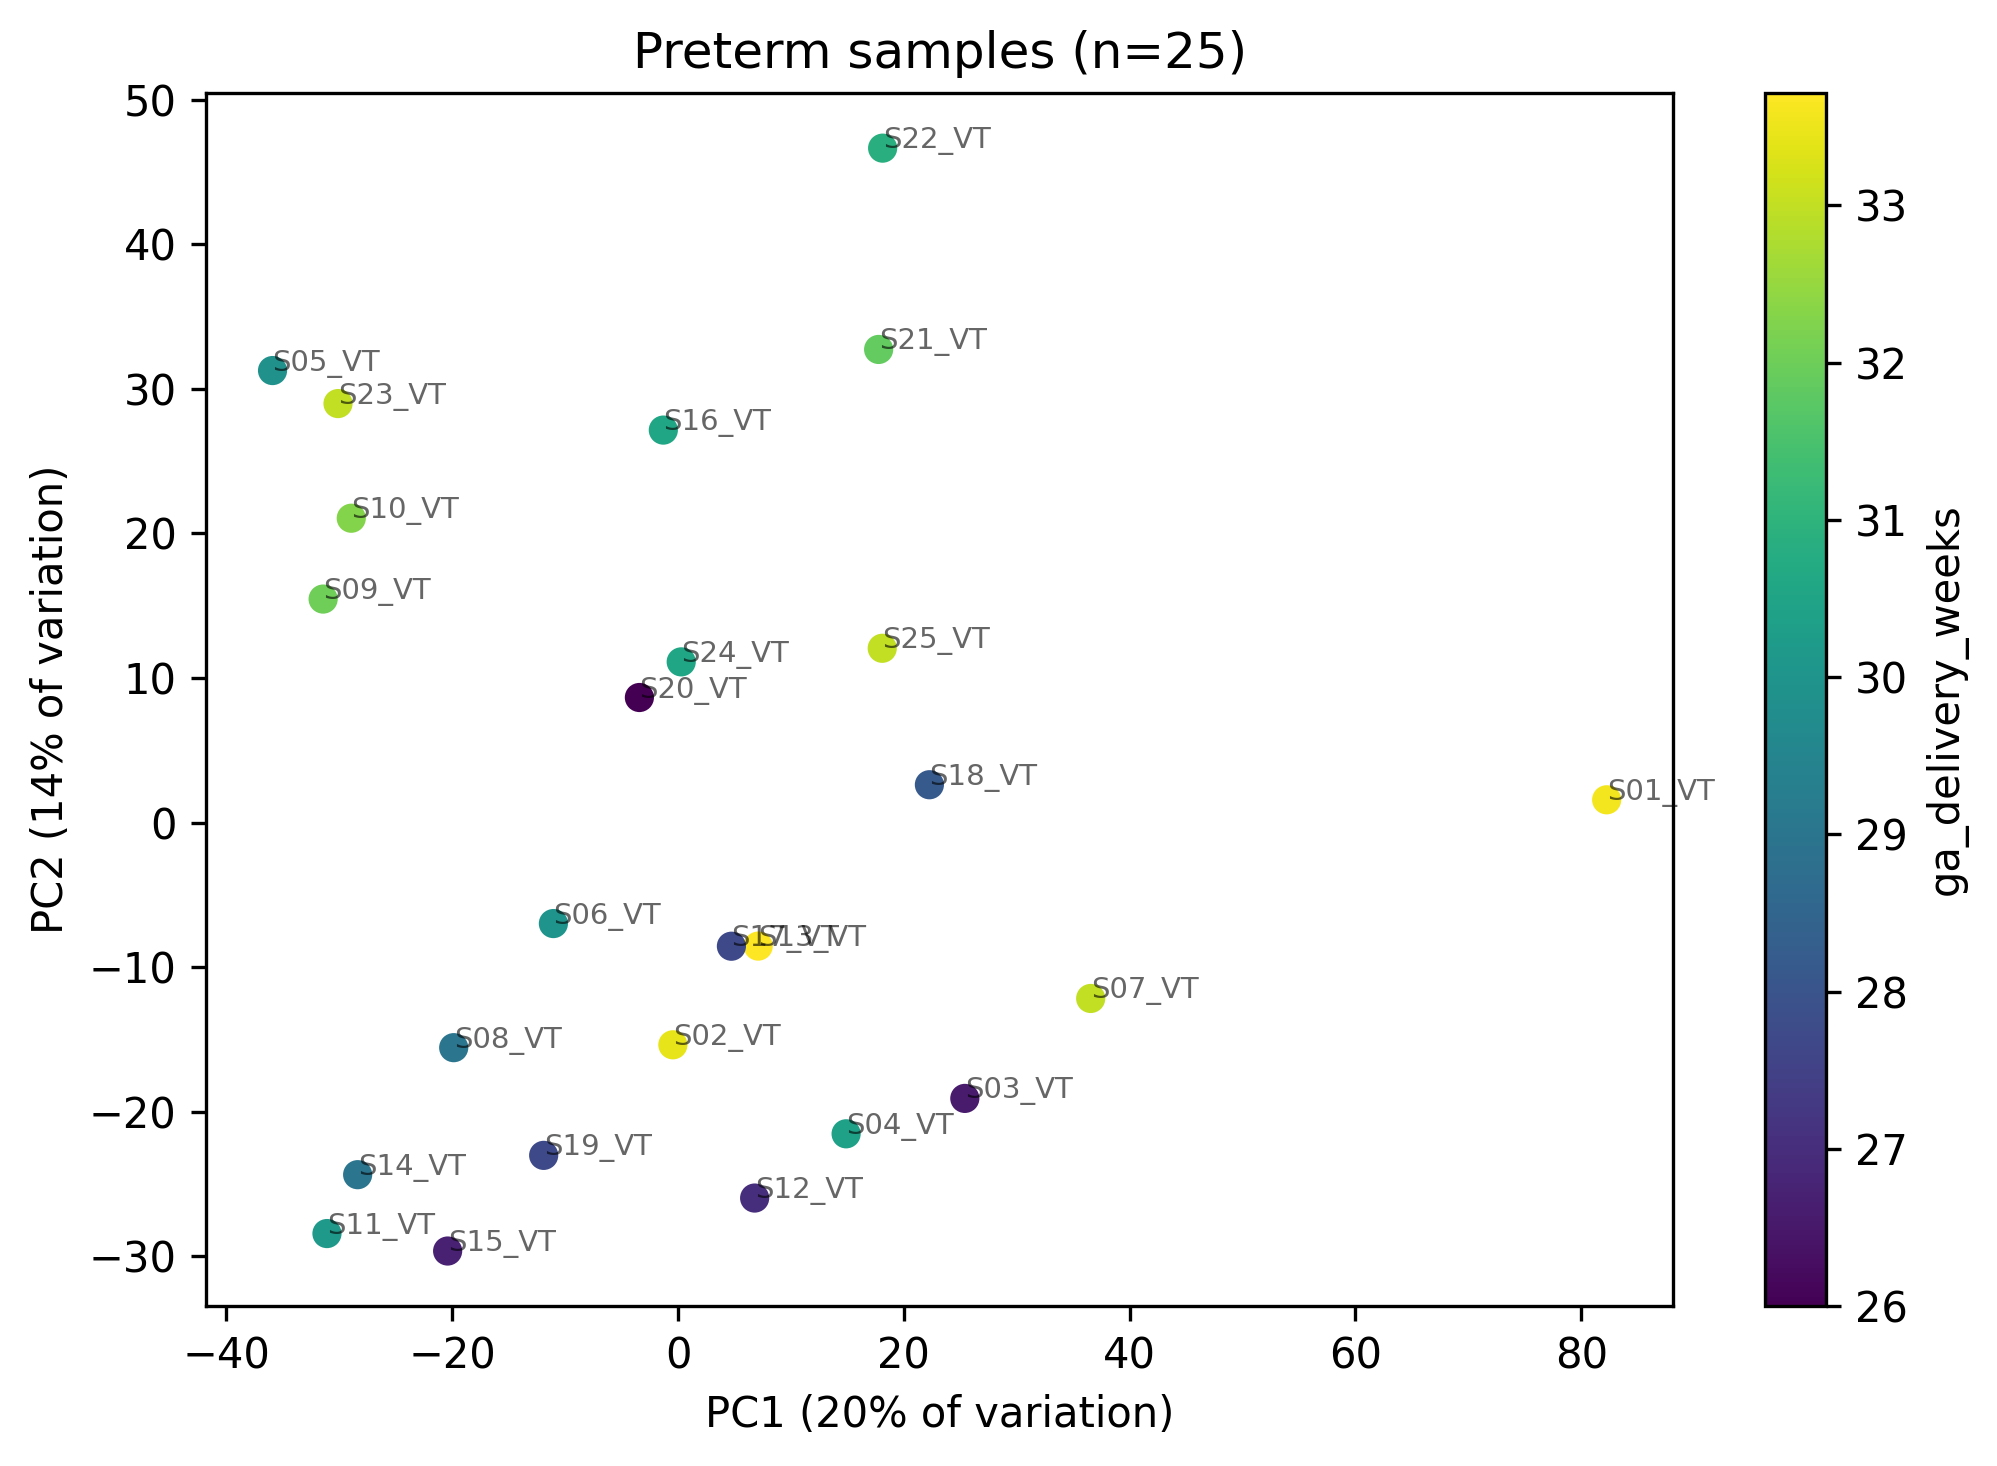 Preterm samples (n=25)
50
40
30
20
10
0
−10
−20
−30
PC2 (14% of variation)
S22_VT
S21_VT
S05_VT
S23_VT
S16_VT
S10_VT
S09_VT
S25_VT
S24_VT
S20_VT
S18_VT
S01_VT
S06_VT
S17_VT
S13_VT
S07_VT
S02_VT
S08_VT
S03_VT
S04_VT
S19_VT
S14_VT
S12_VT
S11_VT
S15_VT
−40
−20
0
20
40
60
80
PC1 (20% of variation)
33
32
31
30
29
28
27
26
ga_delivery_weeks